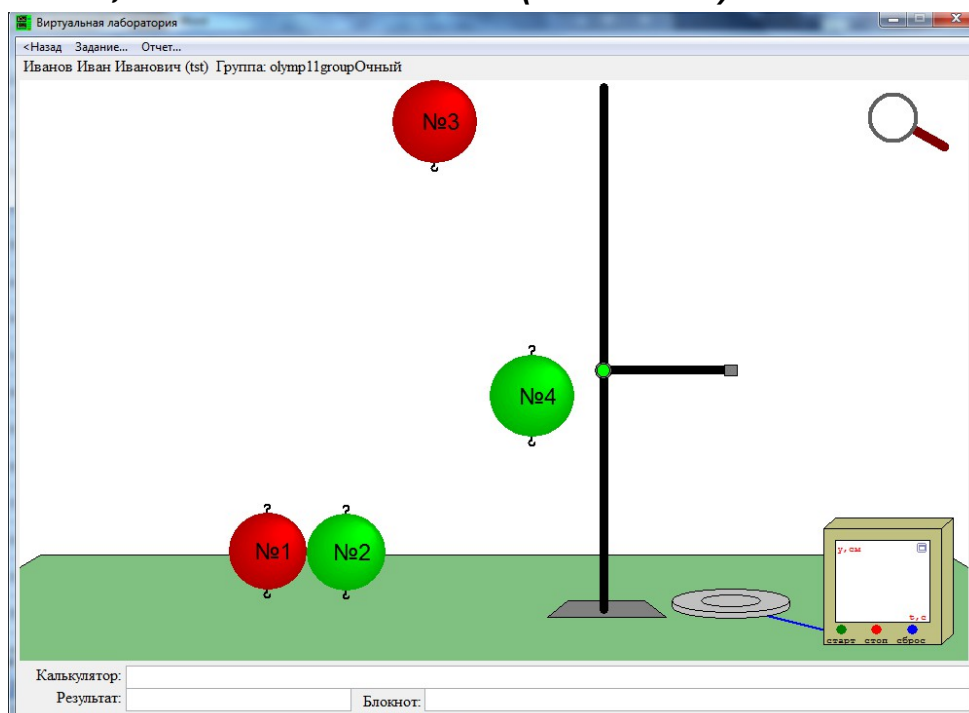 Виртуальная лаборатория
<Назад Задание... Отчет...
Иванов Иван Иванович (tst) Группа: olymp11groupОчный
№3
№4
№1
№2
y,см
t,c
старт стоп сброс
Калькулятор:
Результат:
Блокнот: